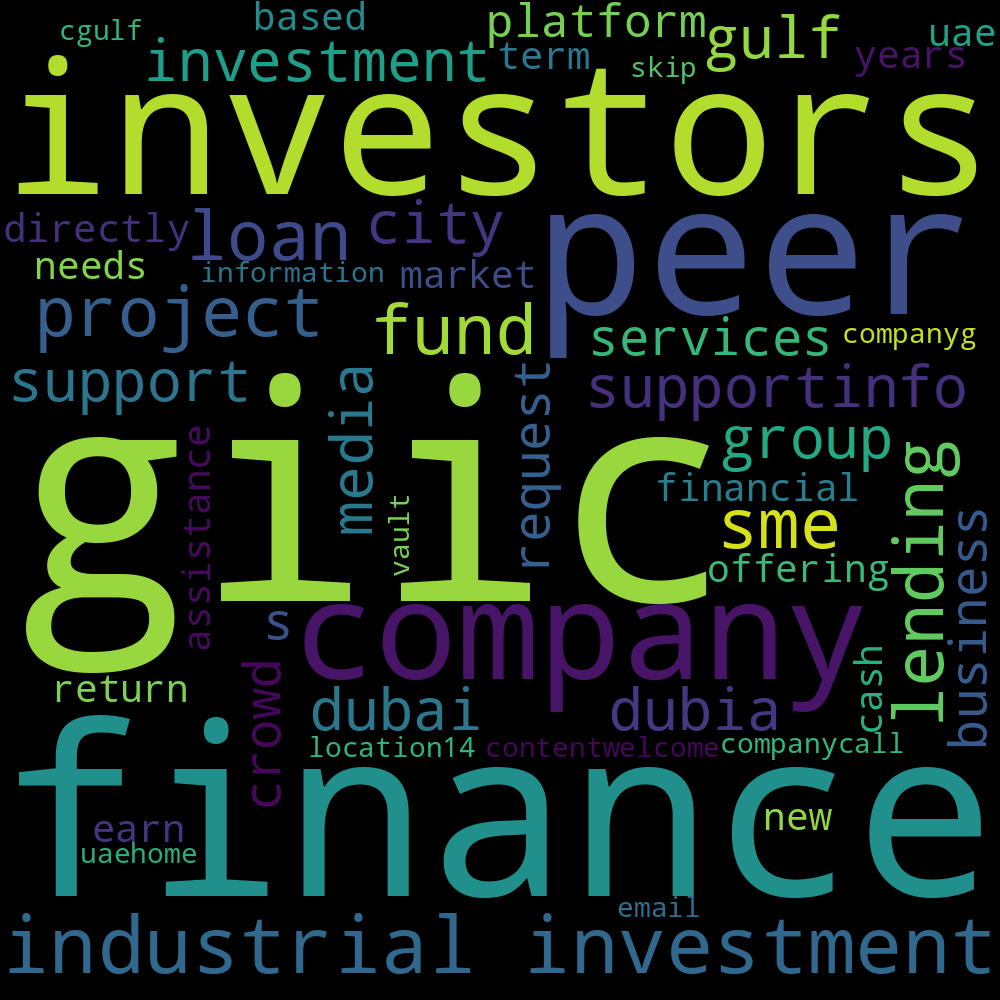 cgulf
based
platform
gulf
uae
investment
term
skip
years
investors
directly
loan
city
peer
needs
information
market
project
fund
services
companyg
support
media
request
supportinfo
giic
group
lending
assistance
vault
financial
sme
business
offering
s
company
return
crowd
dubai
dubia
cash
location14
contentwelcome
companycall
finance
earn
new
uaehome
email
industrial investment